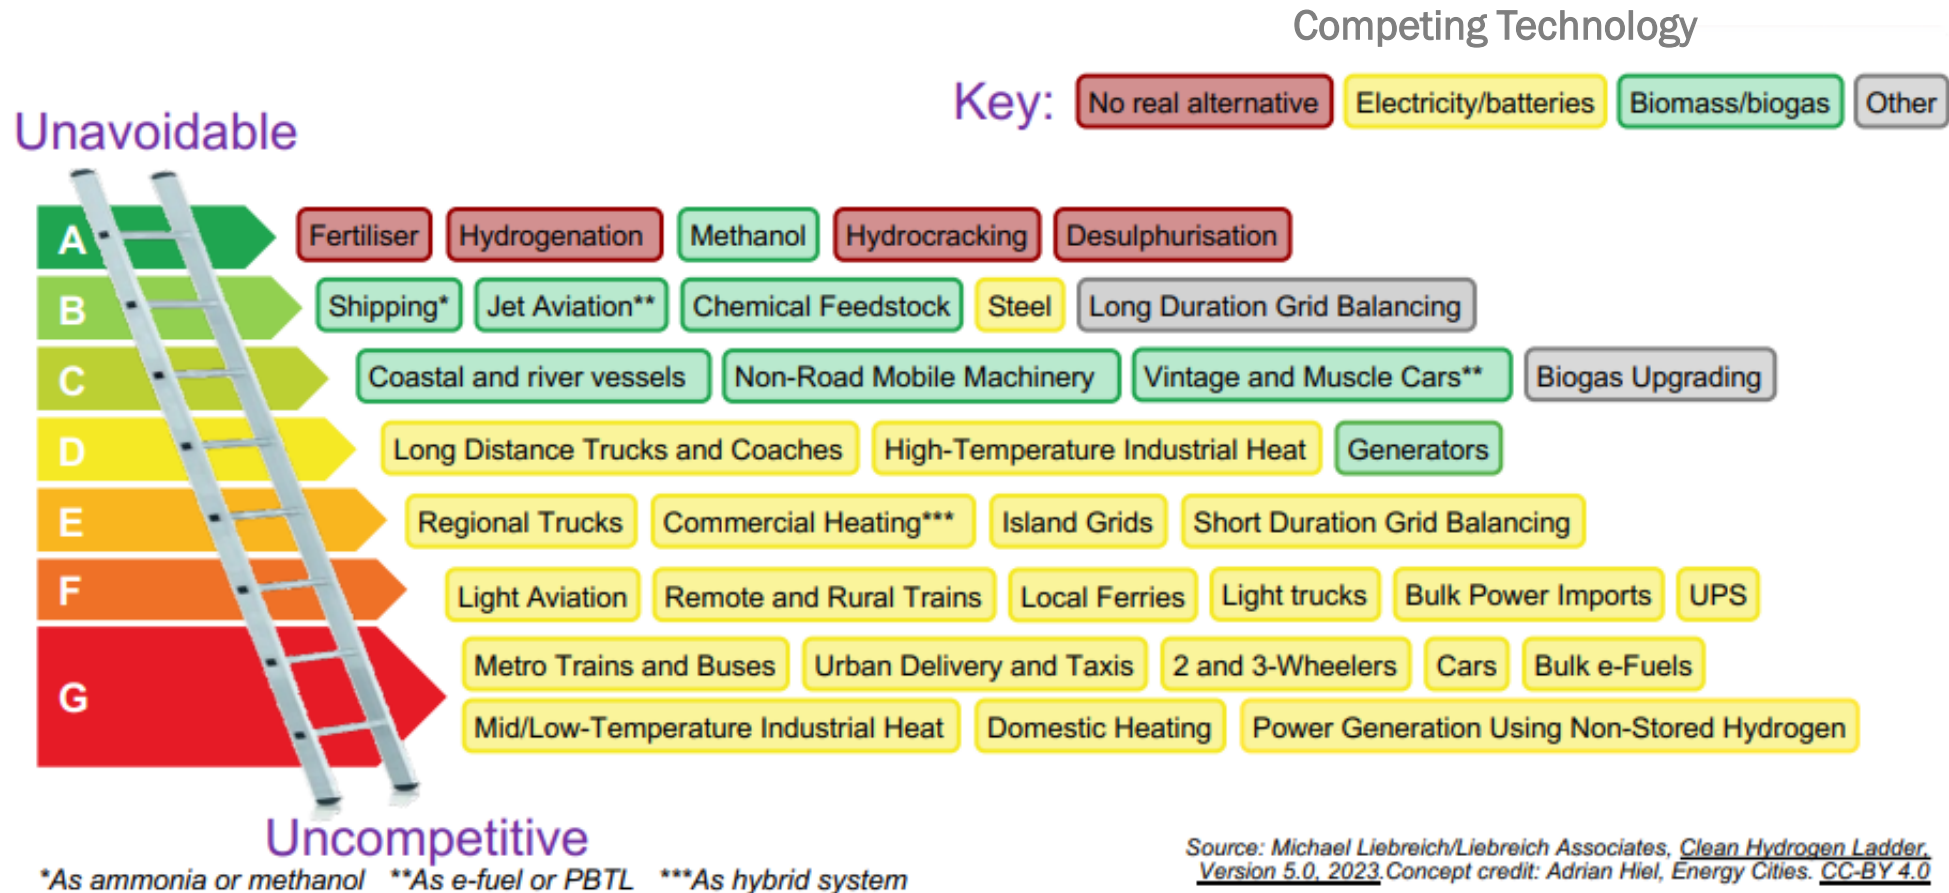 Competing Technology
Key: No real alternative Electricity/batteries Biomass/biogas Other
Unavoidable
A Fertiliser Hydrogenation Methanol Hydrocracking Desulphurisation
B Shipping* Jet Aviation** Chemical Feedstock Steel Long Duration Grid Balancing
C Coastal and river vessels Non-Road Mobile Machinery Vintage and Muscle Cars** Biogas Upgrading
D Long Distance Trucks and Coaches High-Temperature Industrial Heat Generators
E Regional Trucks Commercial Heating*** Island Grids Short Duration Grid Balancing
F Light Aviation Remote and Rural Trains Local Ferries Light trucks Bulk Power Imports UPS
G Metro Trains and Buses Urban Delivery and Taxis 2 and 3-Wheelers Cars Bulk e-Fuels
Mid/Low-Temperature Industrial Heat Domestic Heating Power Generation Using Non-Stored Hydrogen
Uncompetitive
*As ammonia or methanol **As e-fuel or PBTL ***As hybrid system
Source: Michael Liebreich/Liebreich Associates, Clean Hydrogen Ladder,
Version 5.0, 2023.Concept credit: Adrian Hiel, Energy Cities. CC-BY 4.0